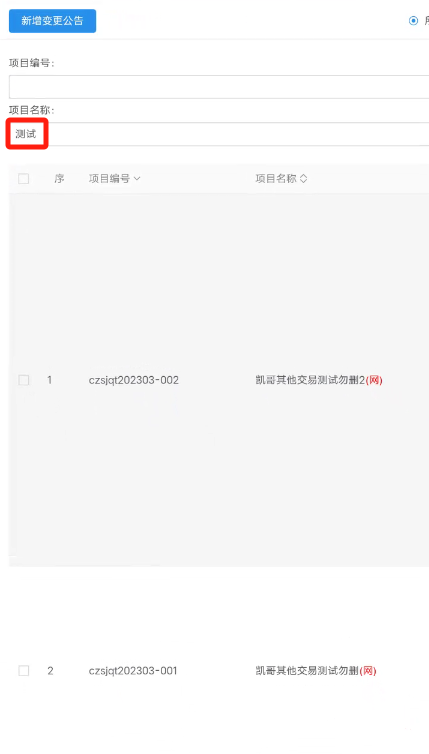 新增变更公告
项目编号：
项目名称：
测试
序 项目编号 项目名称
1 czsjqt202303-002 凯哥其他交易测试勿删2(网)
2 czsjqt202303-001 凯哥其他交易测试勿删(网)